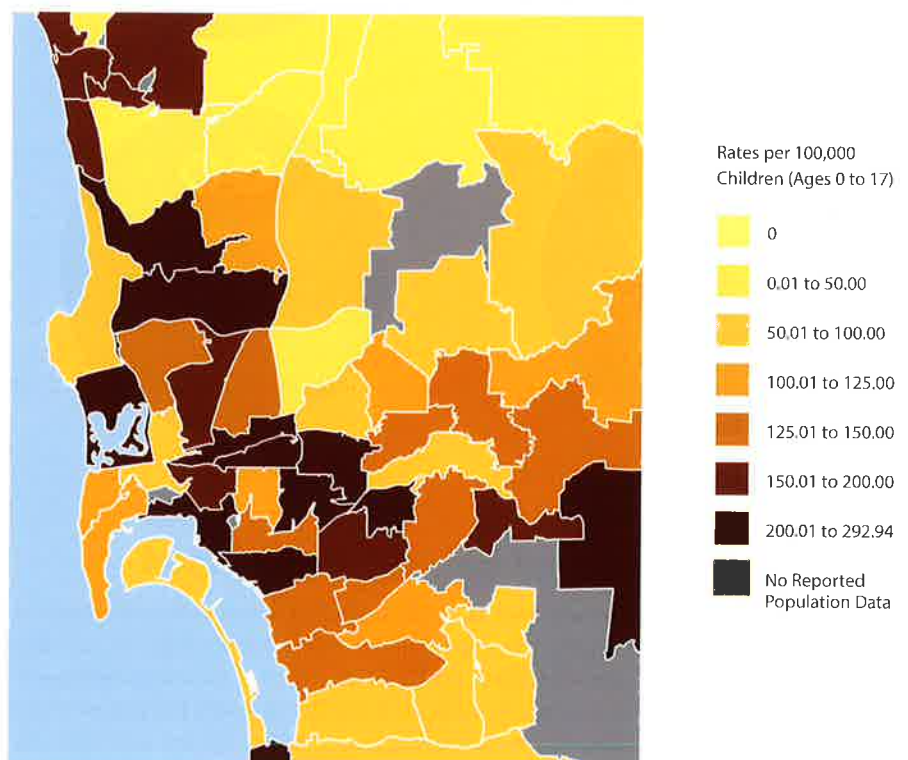 Rates per 100,000
Children (Ages 0 to 17)
0
0.01 to 50.00
50.01 to 100.00
100.01 to 125.00
125.01 to 150.00
150.01 to 200.00
200.01 to 292.94
No Reported
Population Data